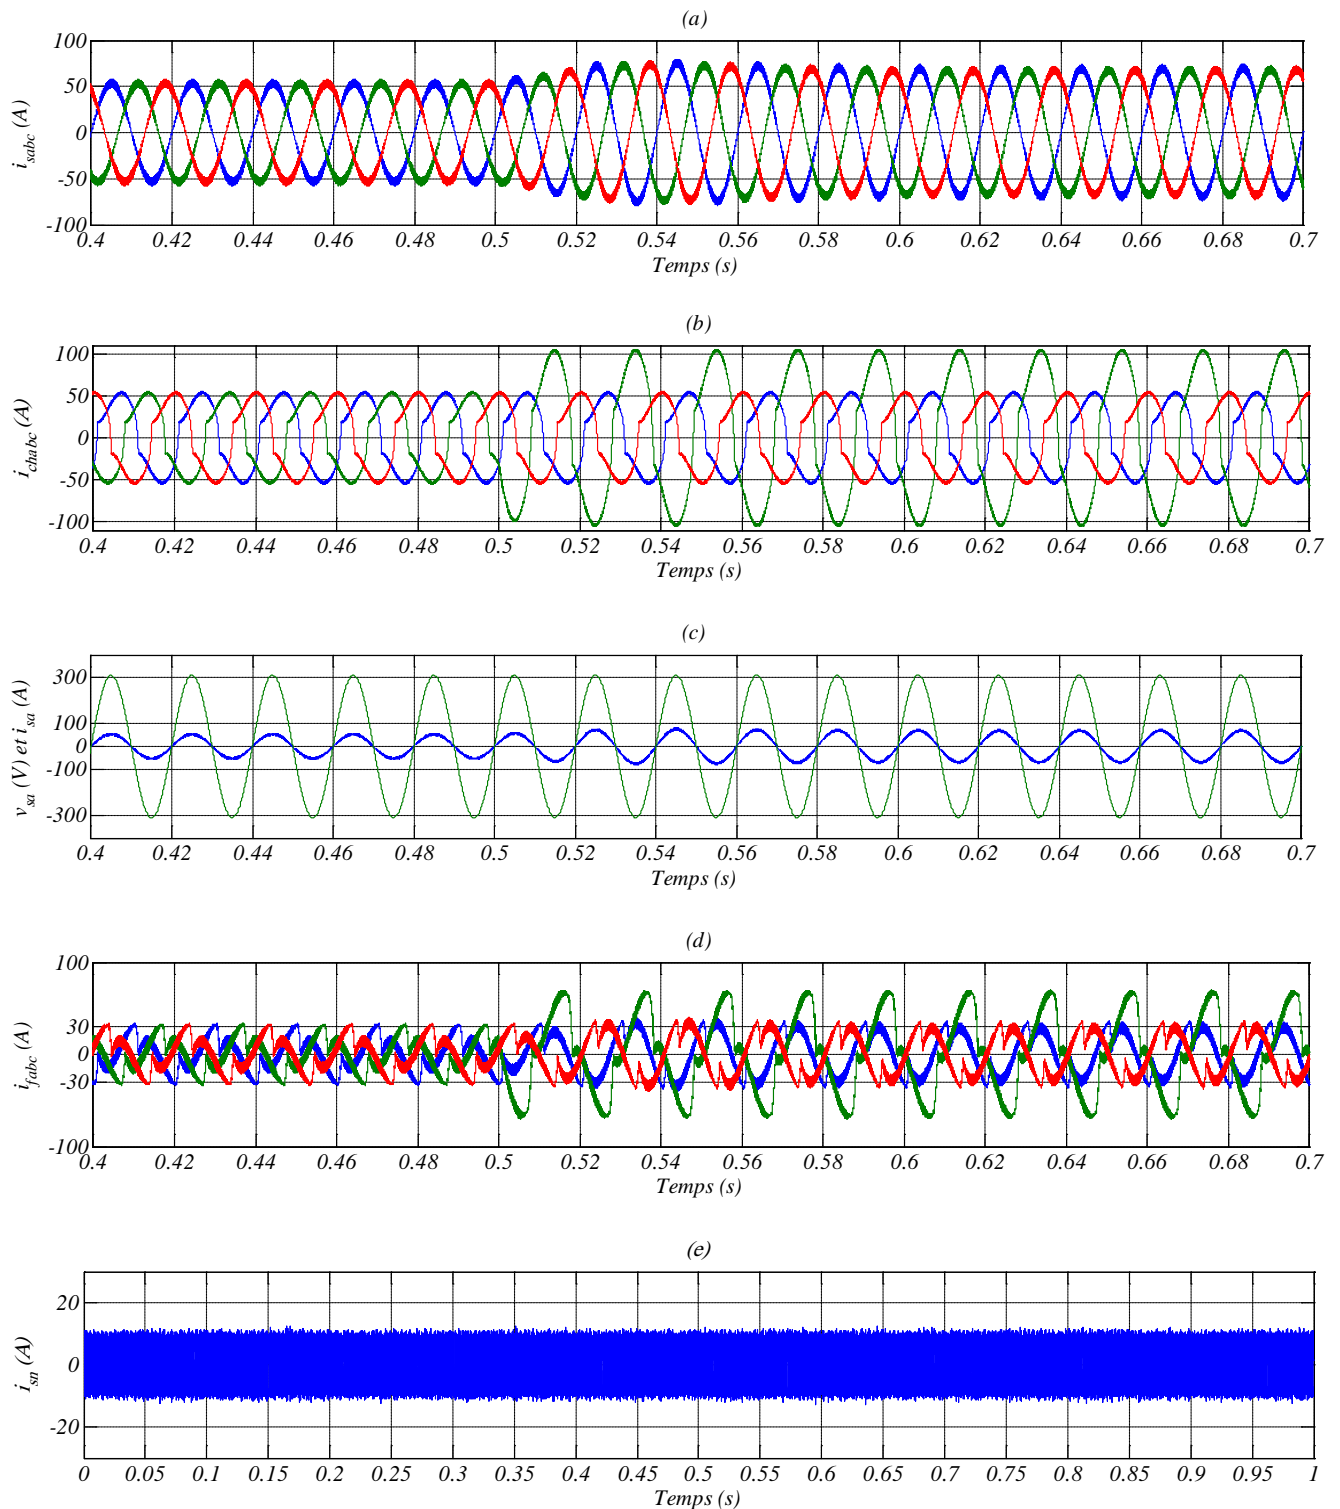 (a)
100
50
0
-50
-100
i_sabc (A)
0.4 0.42 0.44 0.46 0.48 0.5 0.52 0.54 0.56 0.58 0.6 0.62 0.64 0.66 0.68 0.7
Temps (s)
(b)
100
50
0
-50
-100
i_chabc (A)
0.4 0.42 0.44 0.46 0.48 0.5 0.52 0.54 0.56 0.58 0.6 0.62 0.64 0.66 0.68 0.7
Temps (s)
(c)
300
100
0
-100
-300
v_sa (V) et i_sa (A)
0.4 0.42 0.44 0.46 0.48 0.5 0.52 0.54 0.56 0.58 0.6 0.62 0.64 0.66 0.68 0.7
Temps (s)
(d)
100
30
0
-30
-100
i_fabc (A)
0.4 0.42 0.44 0.46 0.48 0.5 0.52 0.54 0.56 0.58 0.6 0.62 0.64 0.66 0.68 0.7
Temps (s)
(e)
20
0
-20
i_sn (A)
0 0.05 0.1 0.15 0.2 0.25 0.3 0.35 0.4 0.45 0.5 0.55 0.6 0.65 0.7 0.75 0.8 0.85 0.9 0.95 1
Temps (s)